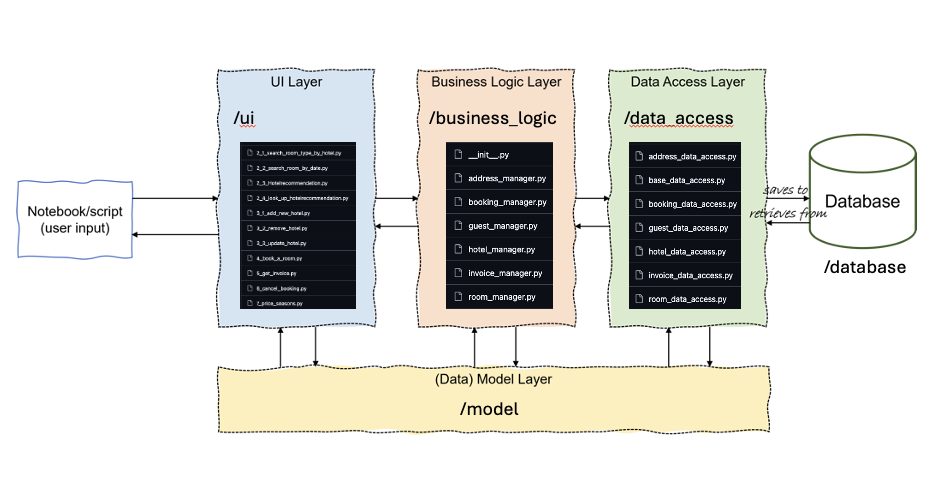 Notebook/script
(user input)
UI Layer
/ui
2_1_search_room_type_by_hotel.py
2_2_search_room_by_date.py
2_3_Hotelrecommendetion.py
2_4_look_up_hotelrecommendetion.py
3_1_add_new_hotel.py
3_2_remove_hotel.py
3_3_update_hotel.py
4_book_a_room.py
5_get_invoice.py
6_cancel_booking.py
7_price_seasons.py
Business Logic Layer
/business_logic
__init__.py
address_manager.py
booking_manager.py
guest_manager.py
hotel_manager.py
invoice_manager.py
room_manager.py
Data Access Layer
/data_access
address_data_access.py
base_data_access.py
booking_data_access.py
guest_data_access.py
hotel_data_access.py
invoice_data_access.py
room_data_access.py
saves to
retrieves from
Database
/database
(Data) Model Layer
/model